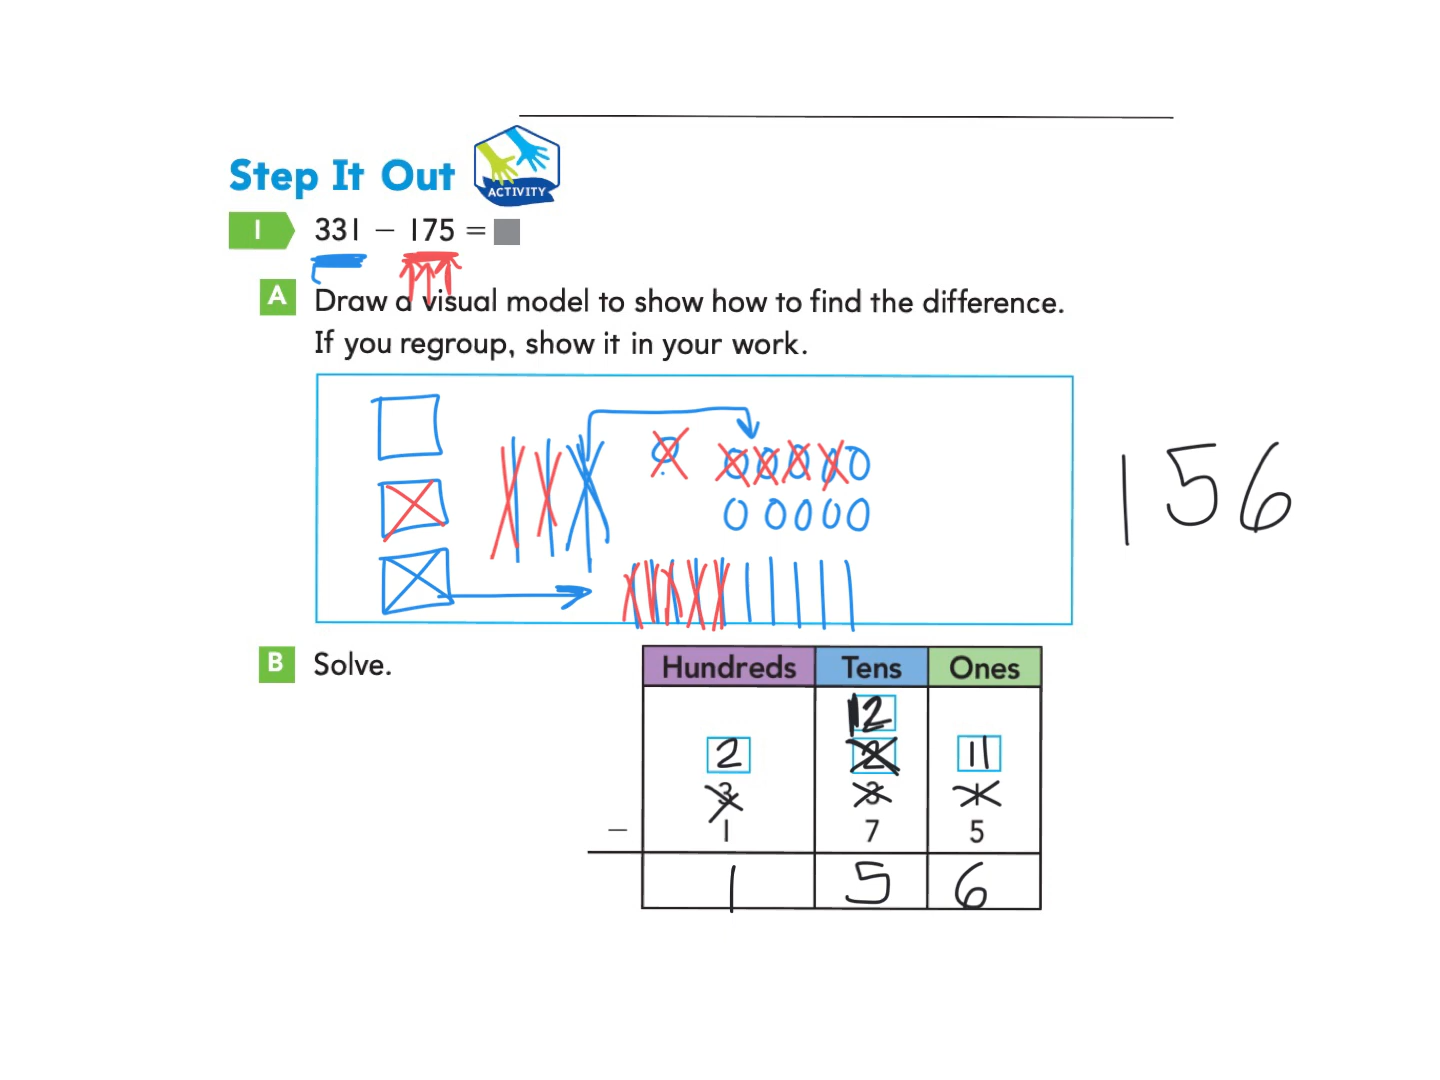 Step It Out
ACTIVITY
1 331 − 175 =
A Draw a visual model to show how to find the difference.
If you regroup, show it in your work.
156
B Solve.
Hundreds Tens Ones
12
2 2 11
3 3 1
− 1 7 5
1 5 6